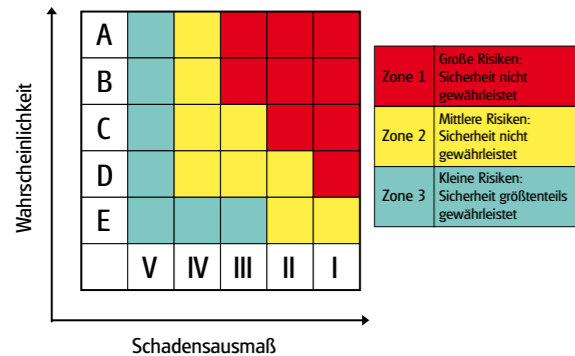 Wahrscheinlichkeit
A
B
C
D
E
V IV III II I
Schadensausmaß
Zone 1
Große Risiken:
Sicherheit nicht
gewährleistet
Zone 2
Mittlere Risiken:
Sicherheit nicht
gewährleistet
Zone 3
Kleine Risiken:
Sicherheit größtenteils
gewährleistet